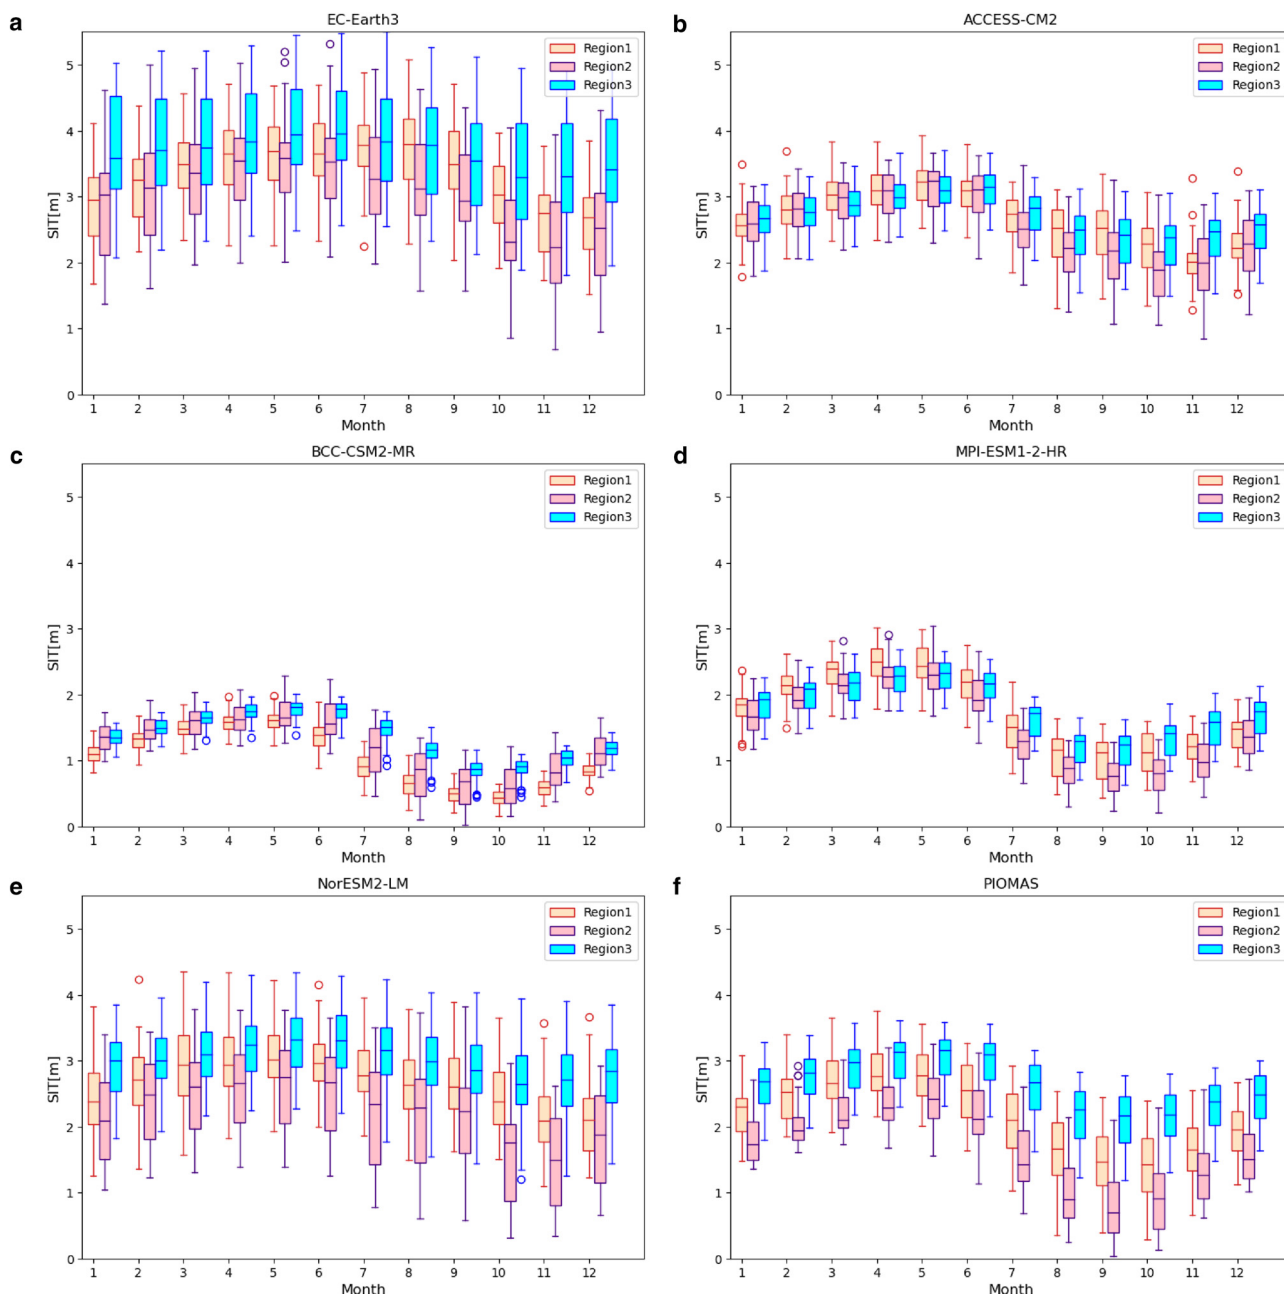 a
EC-Earth3
SIT[m]
5
4
3
2
1
0
Region1
Region2
Region3
1 2 3 4 5 6 7 8 9 10 11 12
Month
b
ACCESS-CM2
SIT[m]
5
4
3
2
1
0
Region1
Region2
Region3
1 2 3 4 5 6 7 8 9 10 11 12
Month
c
BCC-CSM2-MR
SIT[m]
5
4
3
2
1
0
Region1
Region2
Region3
1 2 3 4 5 6 7 8 9 10 11 12
Month
d
MPI-ESM1-2-HR
SIT[m]
5
4
3
2
1
0
Region1
Region2
Region3
1 2 3 4 5 6 7 8 9 10 11 12
Month
e
NorESM2-LM
SIT[m]
5
4
3
2
1
0
Region1
Region2
Region3
1 2 3 4 5 6 7 8 9 10 11 12
Month
f
PIOMAS
SIT[m]
5
4
3
2
1
0
Region1
Region2
Region3
1 2 3 4 5 6 7 8 9 10 11 12
Month